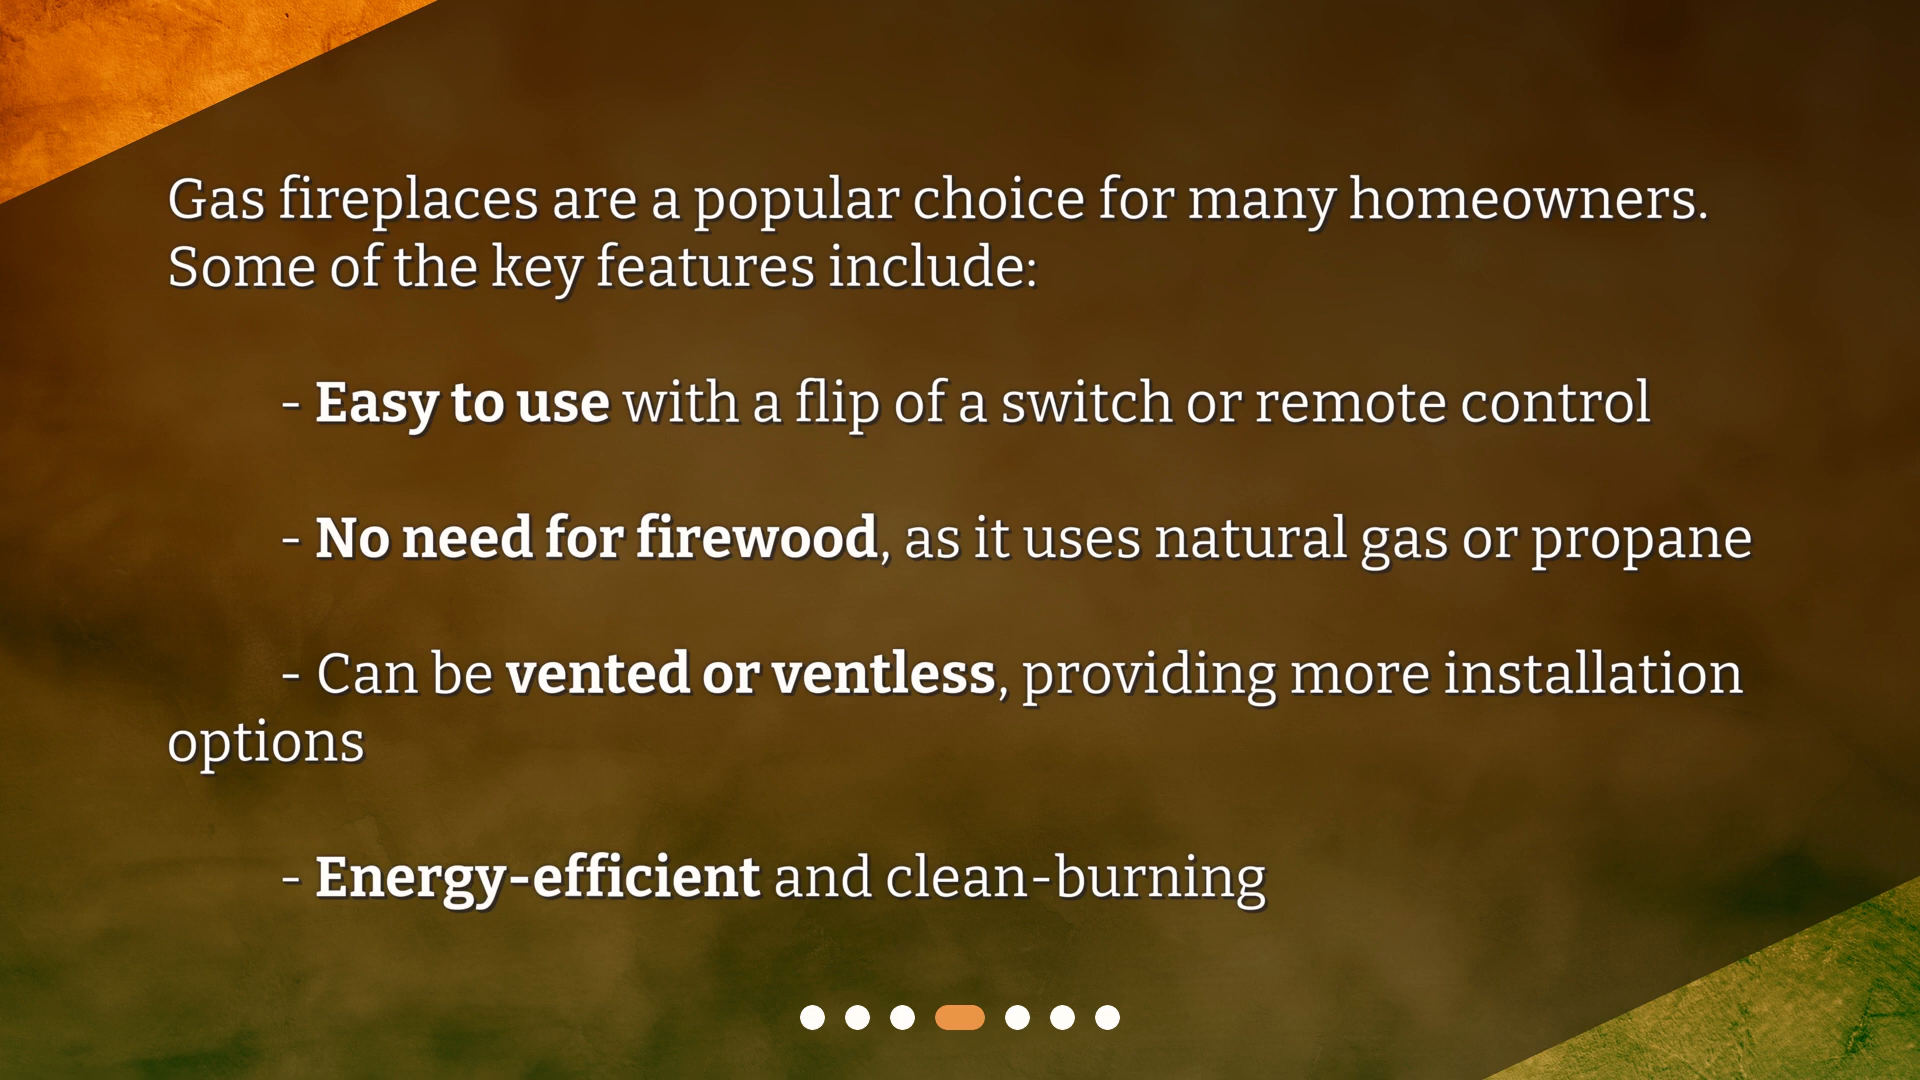 Gas fireplaces are a popular choice for many homeowners.
Some of the key features include:
- Easy to use with a flip of a switch or remote control
- No need for firewood, as it uses natural gas or propane
- Can be vented or ventless, providing more installation
options
- Energy-efficient and clean-burning